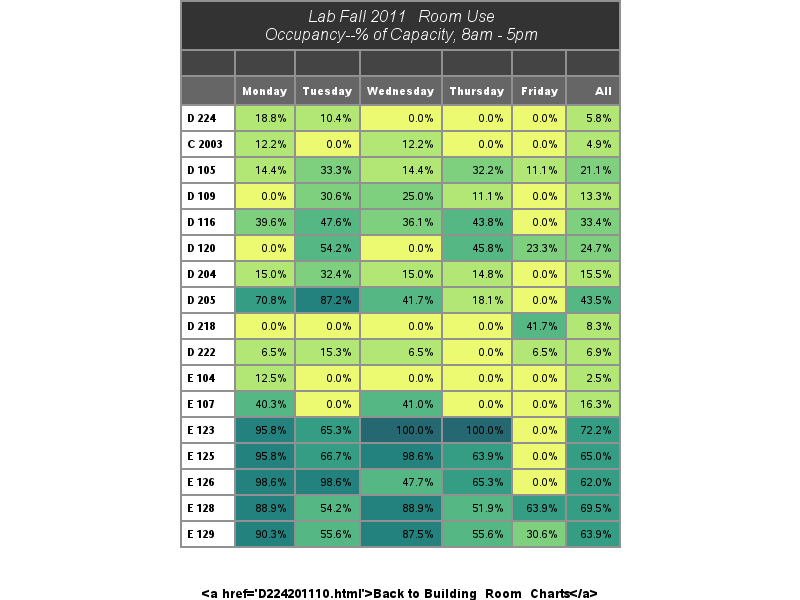 Lab Fall 2011 Room Use
Occupancy--% of Capacity, 8am - 5pm
Monday Tuesday Wednesday Thursday Friday All
D 224 18.8% 10.4% 0.0% 0.0% 0.0% 5.8%
C 2003 12.2% 0.0% 12.2% 0.0% 0.0% 4.9%
D 105 14.4% 33.3% 14.4% 32.2% 11.1% 21.1%
D 109 0.0% 30.6% 25.0% 11.1% 0.0% 13.3%
D 116 39.6% 47.6% 36.1% 43.8% 0.0% 33.4%
D 120 0.0% 54.2% 0.0% 45.8% 23.3% 24.7%
D 204 15.0% 32.4% 15.0% 14.8% 0.0% 15.5%
D 205 70.8% 87.2% 41.7% 18.1% 0.0% 43.5%
D 218 0.0% 0.0% 0.0% 0.0% 41.7% 8.3%
D 222 6.5% 15.3% 6.5% 0.0% 6.5% 6.9%
E 104 12.5% 0.0% 0.0% 0.0% 0.0% 2.5%
E 107 40.3% 0.0% 41.0% 0.0% 0.0% 16.3%
E 123 95.8% 65.3% 100.0% 100.0% 0.0% 72.2%
E 125 95.8% 66.7% 98.6% 63.9% 0.0% 65.0%
E 126 98.6% 98.6% 47.7% 65.3% 0.0% 62.0%
E 128 88.9% 54.2% 88.9% 51.9% 63.9% 69.5%
E 129 90.3% 55.6% 87.5% 55.6% 30.6% 63.9%
<a href='D224201110.html'>Back to Building Room Charts</a>